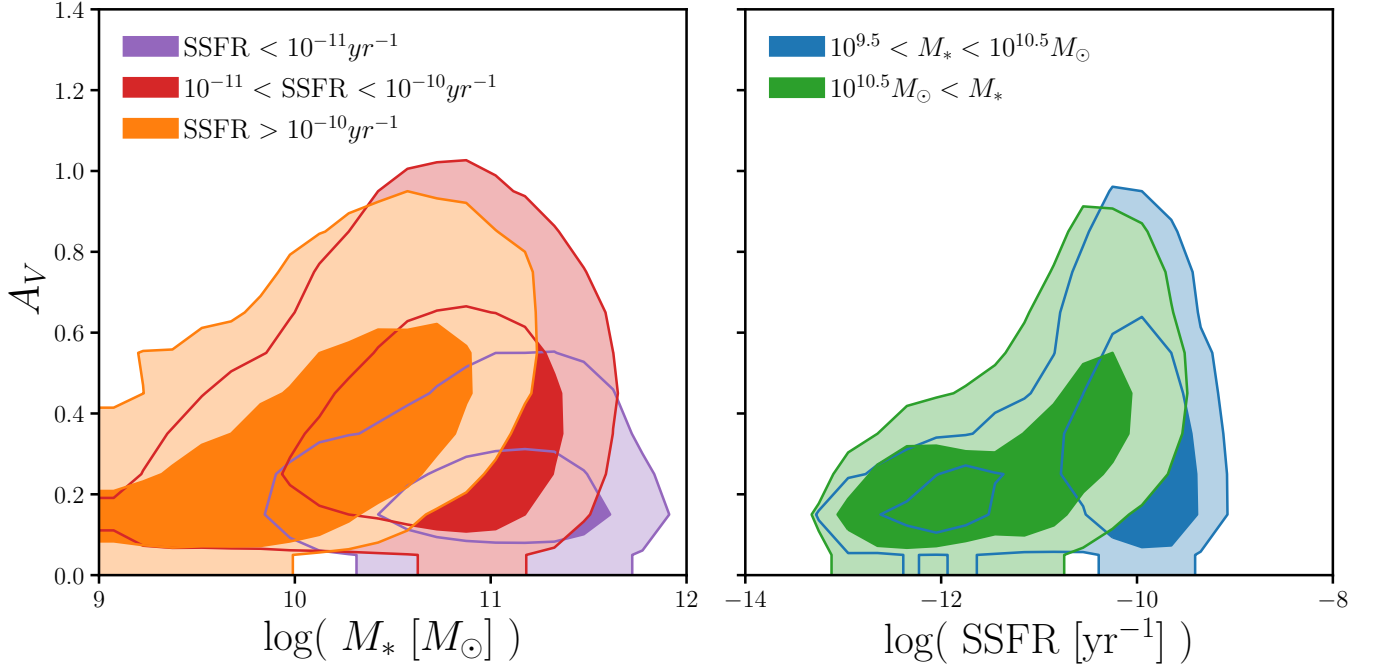 1.4
1.2
1.0
0.8
0.6
0.4
0.2
0.0
A_V
SSFR < 10^{-11}yr^{-1}
10^{-11} < SSFR < 10^{-10}yr^{-1}
SSFR > 10^{-10}yr^{-1}
9
10
11
12
log( M_* [M_⊙] )
10^{9.5} < M_* < 10^{10.5}M_⊙
10^{10.5}M_⊙ < M_*
−14
−12
−10
−8
log( SSFR [yr^{−1}] )